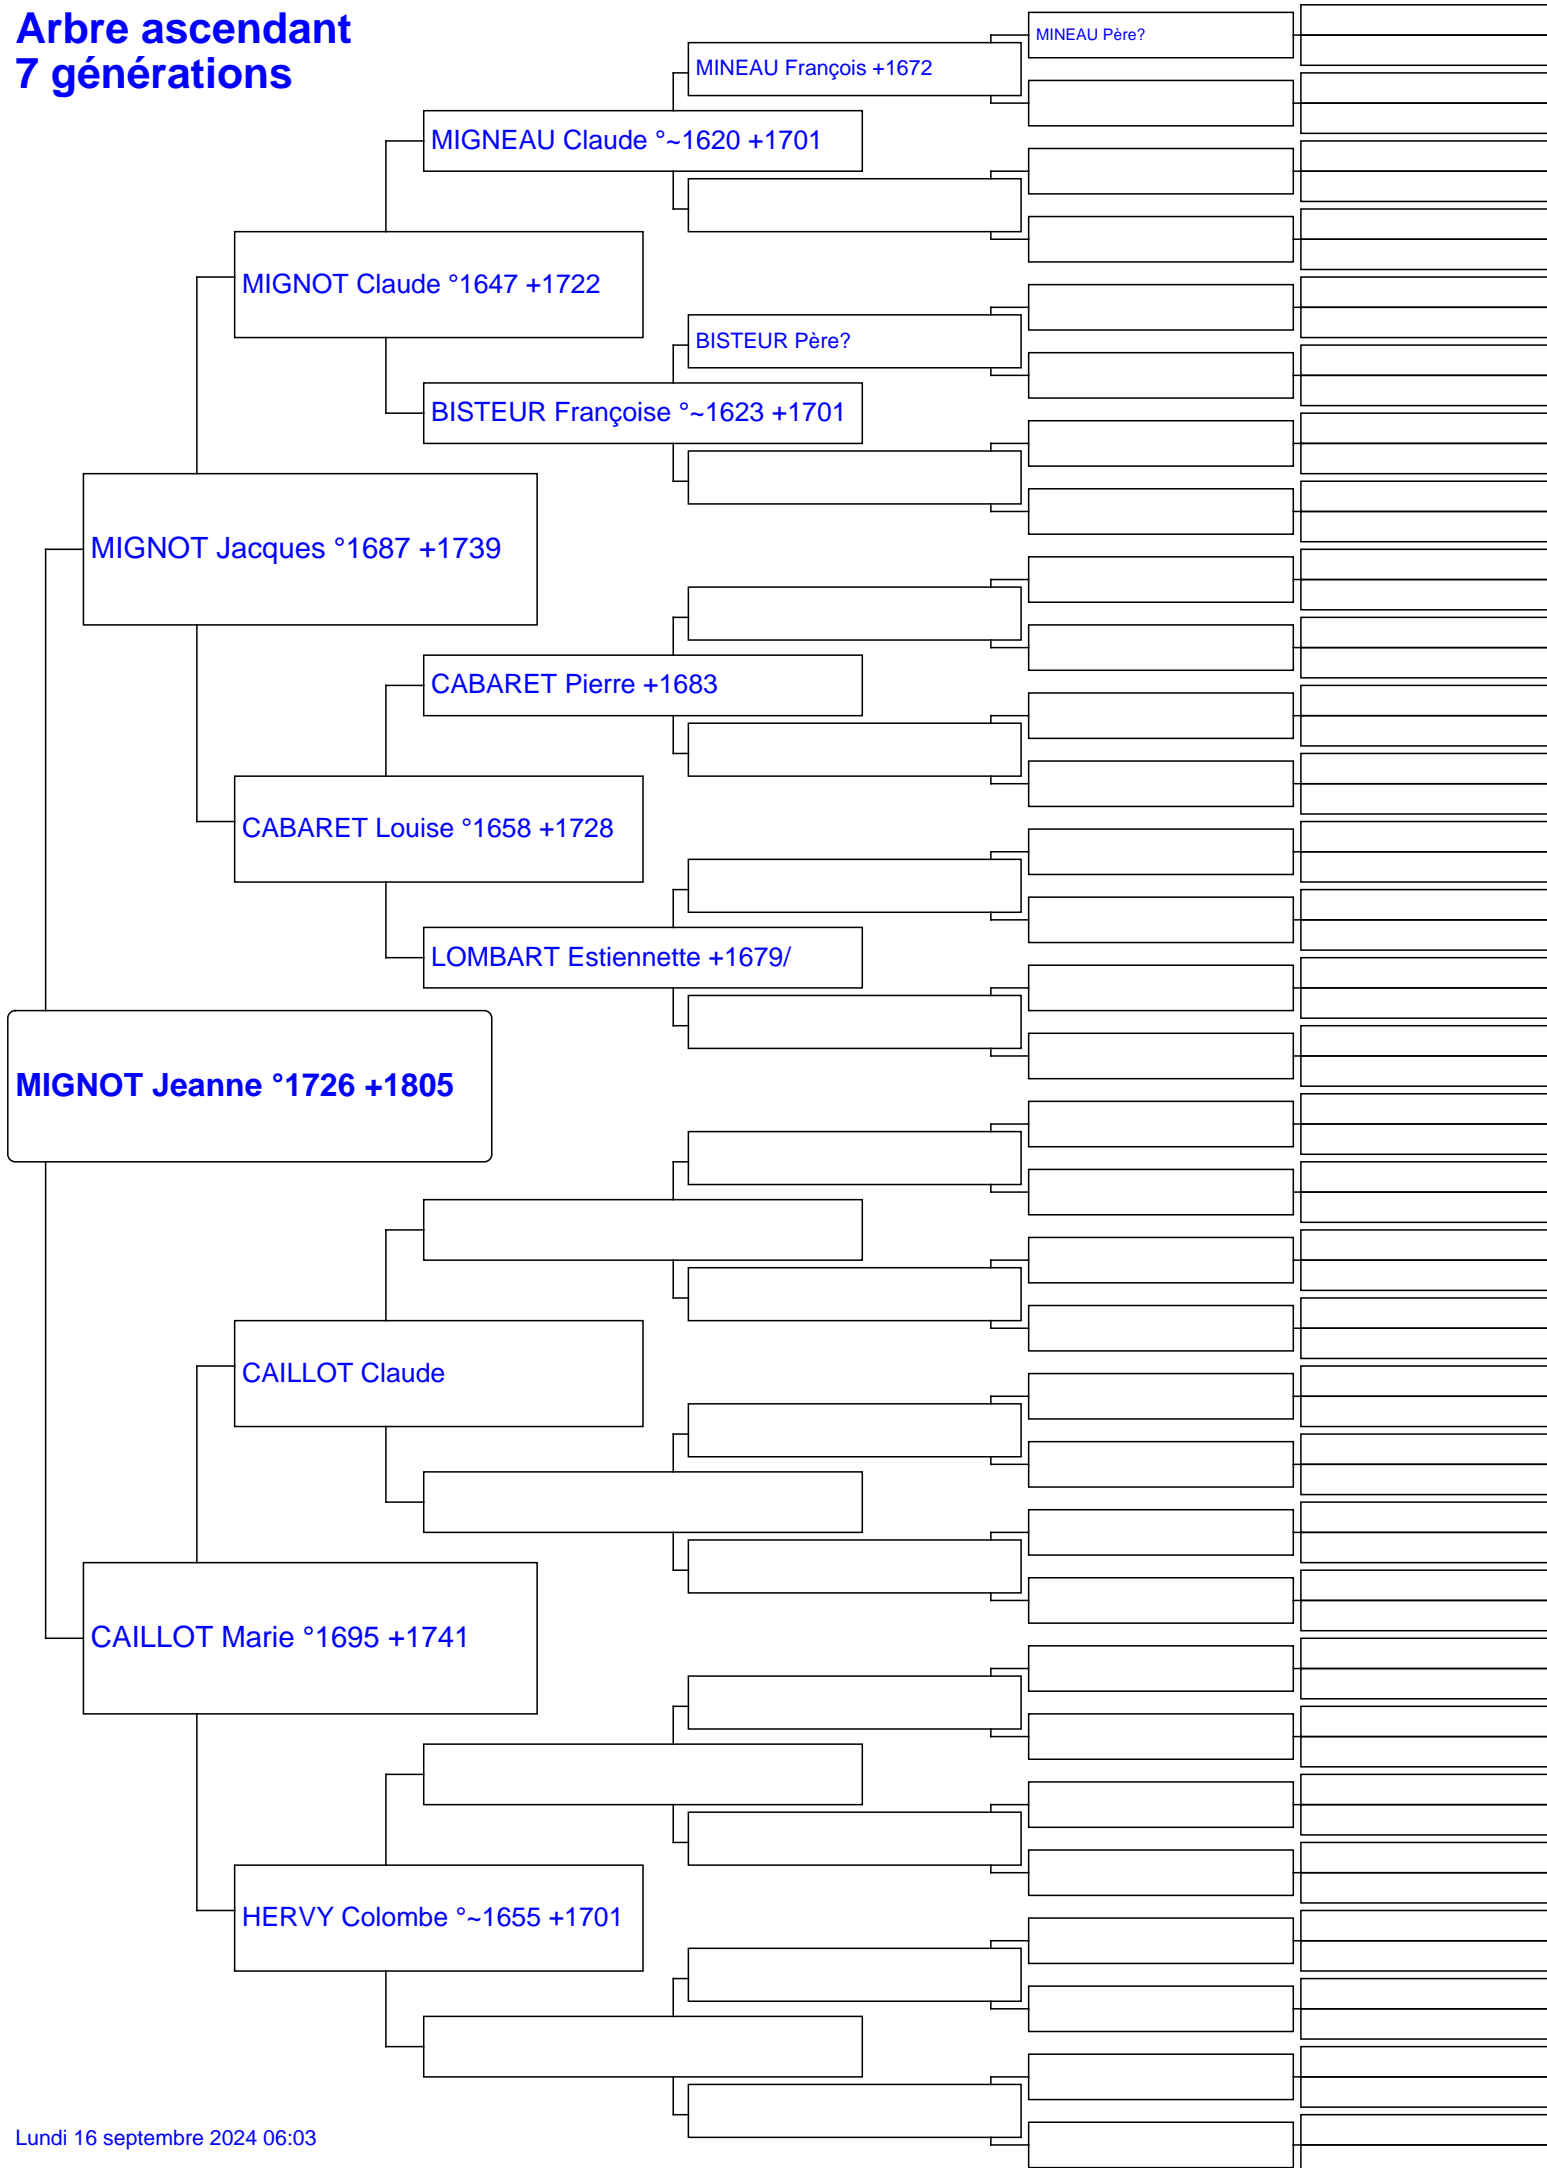 Arbre ascendant
7 générations
MINEAU Père?
MINEAU François +1672
MIGNEAU Claude °~1620 +1701
MIGNOT Claude °1647 +1722
BISTEUR Père?
BISTEUR Françoise °~1623 +1701
MIGNOT Jacques °1687 +1739
CABARET Pierre +1683
CABARET Louise °1658 +1728
LOMBART Estiennette +1679/
MIGNOT Jeanne °1726 +1805
CAILLOT Claude
CAILLOT Marie °1695 +1741
HERVY Colombe °~1655 +1701
Lundi 16 septembre 2024 06:03